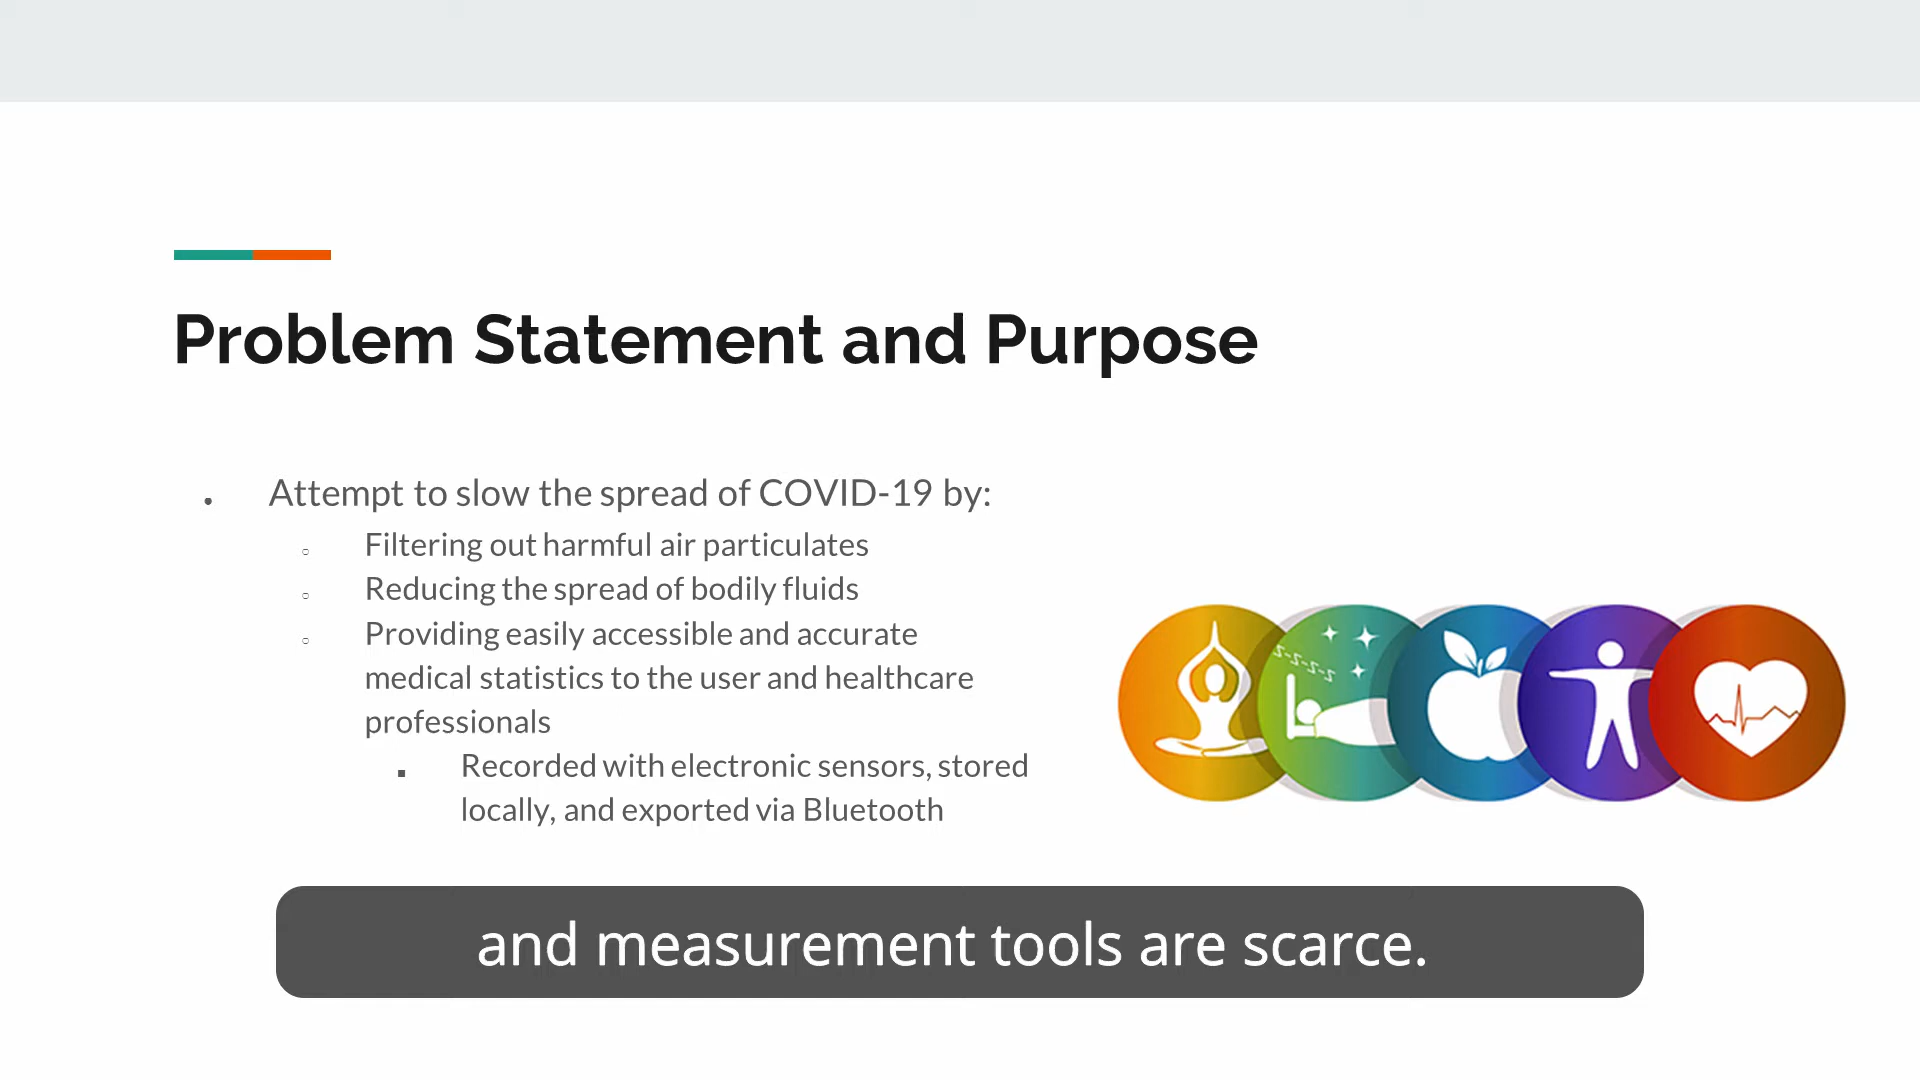 Problem Statement and Purpose
Attempt to slow the spread of COVID-19 by:
Filtering out harmful air particulates
Reducing the spread of bodily fluids
Providing easily accessible and accurate
medical statistics to the user and healthcare
professionals
Recorded with electronic sensors, stored
locally, and exported via Bluetooth
z-z-z-z-z
and measurement tools are scarce.